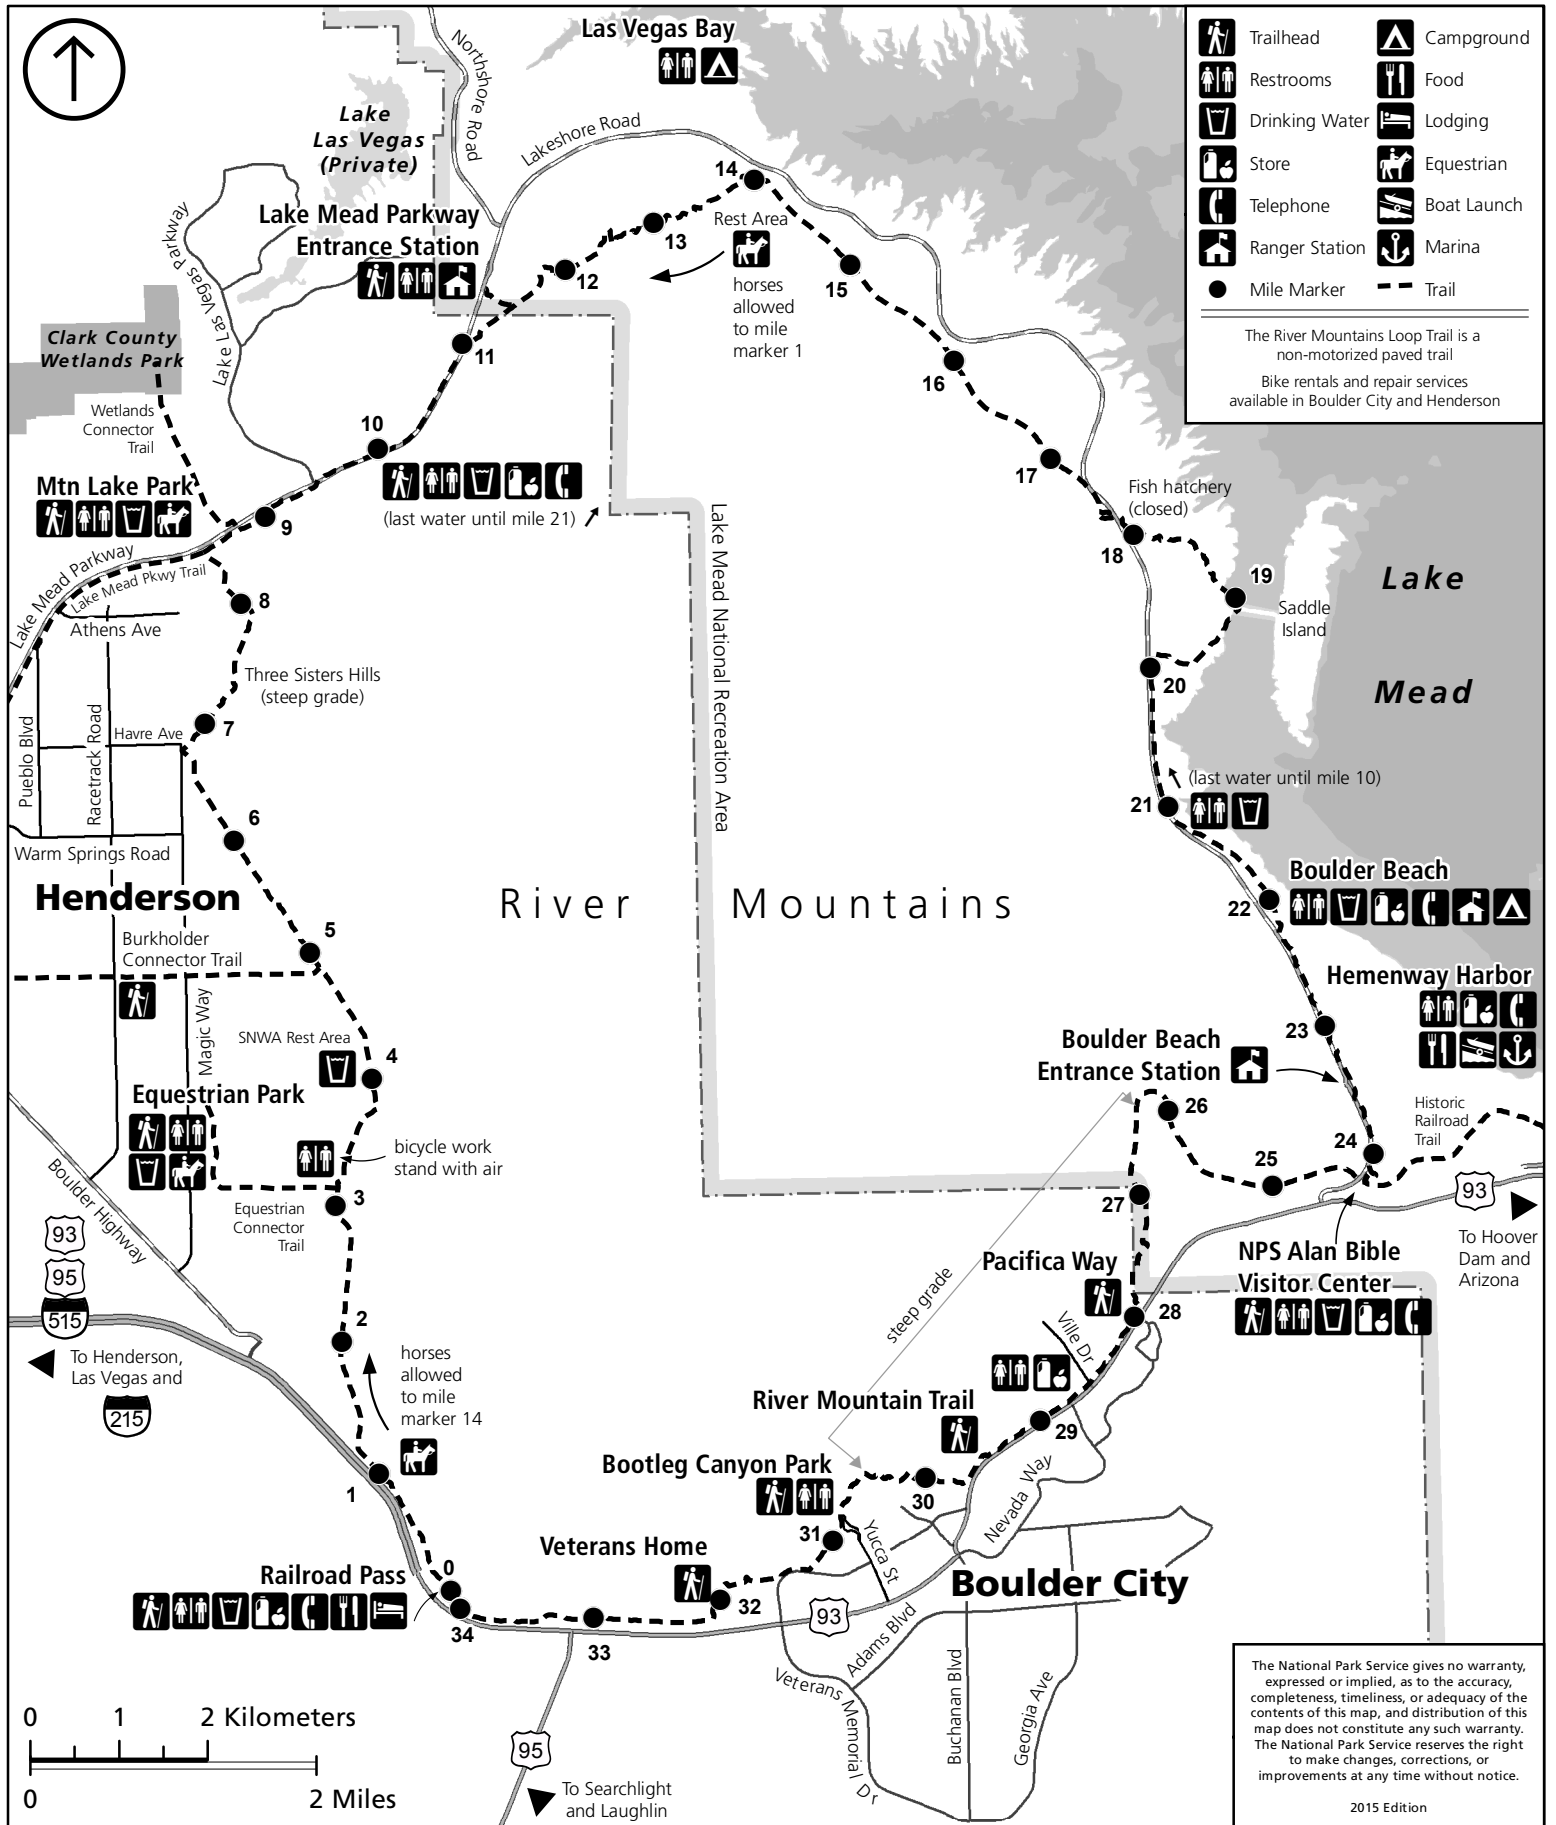 Las Vegas Bay
Northshore Road
Lakeshore Road
Lake
Las Vegas
(Private)
Lake Mead Parkway
Entrance Station
Lake Las Vegas Parkway
Clark County
Wetlands Park
Wetlands
Connector
Trail
Mtn Lake Park
Lake Mead Parkway
Lake Mead Pkwy Trail
Athens Ave
14
13
12
11
10
9
8
7
6
5
4
3
2
1
0
34
33
32
31
30
29
28
27
26
25
24
23
22
21
20
19
18
17
16
15
Rest Area
horses
allowed
to mile
marker 1
(last water until mile 21)
Three Sisters Hills
(steep grade)
Pueblo Blvd
Racetrack Road
Havre Ave
Warm Springs Road
Henderson
Burkholder
Connector Trail
Magic Way
SNWA Rest Area
Equestrian Park
bicycle work
stand with air
Equestrian
Connector
Trail
Boulder Highway
93
95
515
To Henderson,
Las Vegas and
215
horses
allowed
to mile
marker 14
Railroad Pass
Veterans Home
Bootleg Canyon Park
River Mountain Trail
Pacifica Way
Ville Dr
steep grade
Yucca St
Nevada Way
Boulder City
93
Adams Blvd
Veterans Memorial Dr
Buchanan Blvd
Georgia Ave
95
To Searchlight
and Laughlin
River Mountains
Lake Mead National Recreation Area
Fish hatchery
(closed)
Saddle
Island
Lake
Mead
(last water until mile 10)
Boulder Beach
Hemenway Harbor
Boulder Beach
Entrance Station
Historic
Railroad
Trail
93
To Hoover
Dam and
Arizona
NPS Alan Bible
Visitor Center
Trailhead
Restrooms
Drinking Water
Store
Telephone
Ranger Station
Mile Marker
Campground
Food
Lodging
Equestrian
Boat Launch
Marina
Trail
The River Mountains Loop Trail is a
non-motorized paved trail
Bike rentals and repair services
available in Boulder City and Henderson
0 1 2 Kilometers
0 2 Miles
The National Park Service gives no warranty,
expressed or implied, as to the accuracy,
completeness, timeliness, or adequacy of the
contents of this map, and distribution of this
map does not constitute any such warranty.
The National Park Service reserves the right
to make changes, corrections, or
improvements at any time without notice.
2015 Edition